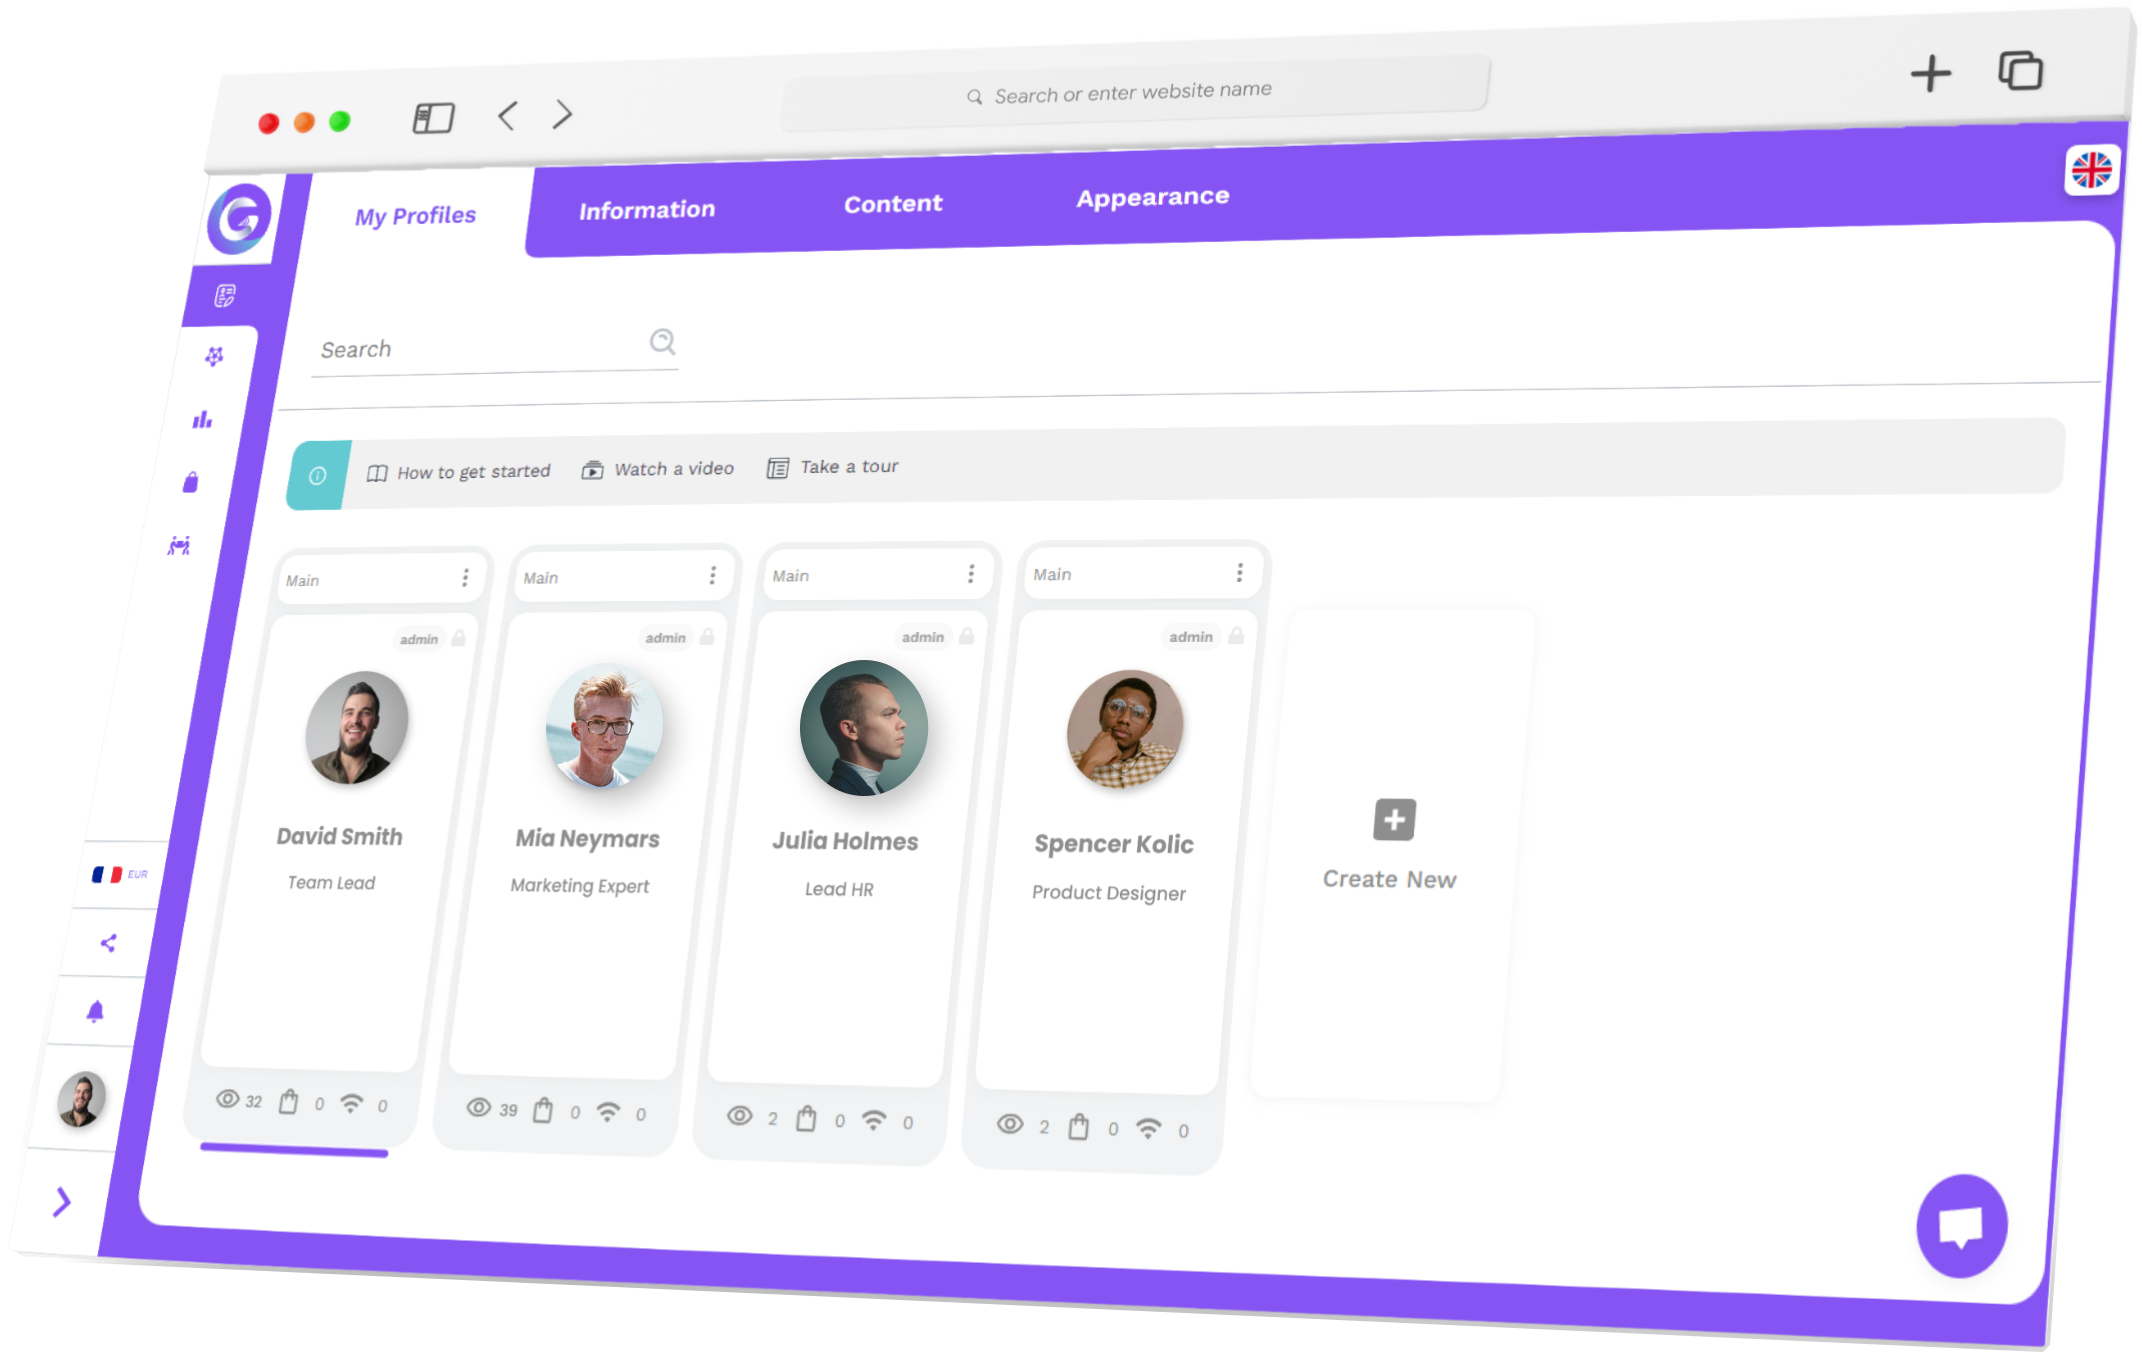 Search or enter website name
My Profiles
Information
Content
Appearance
Search
How to get started
Watch a video
Take a tour
Main
Main
Main
Main
admin
admin
admin
admin
David Smith
Mia Neymars
Julia Holmes
Spencer Kolic
Team Lead
Marketing Expert
Lead HR
Product Designer
Create New
EUR
32 0 0
39 0 0
2 0 0
2 0 0